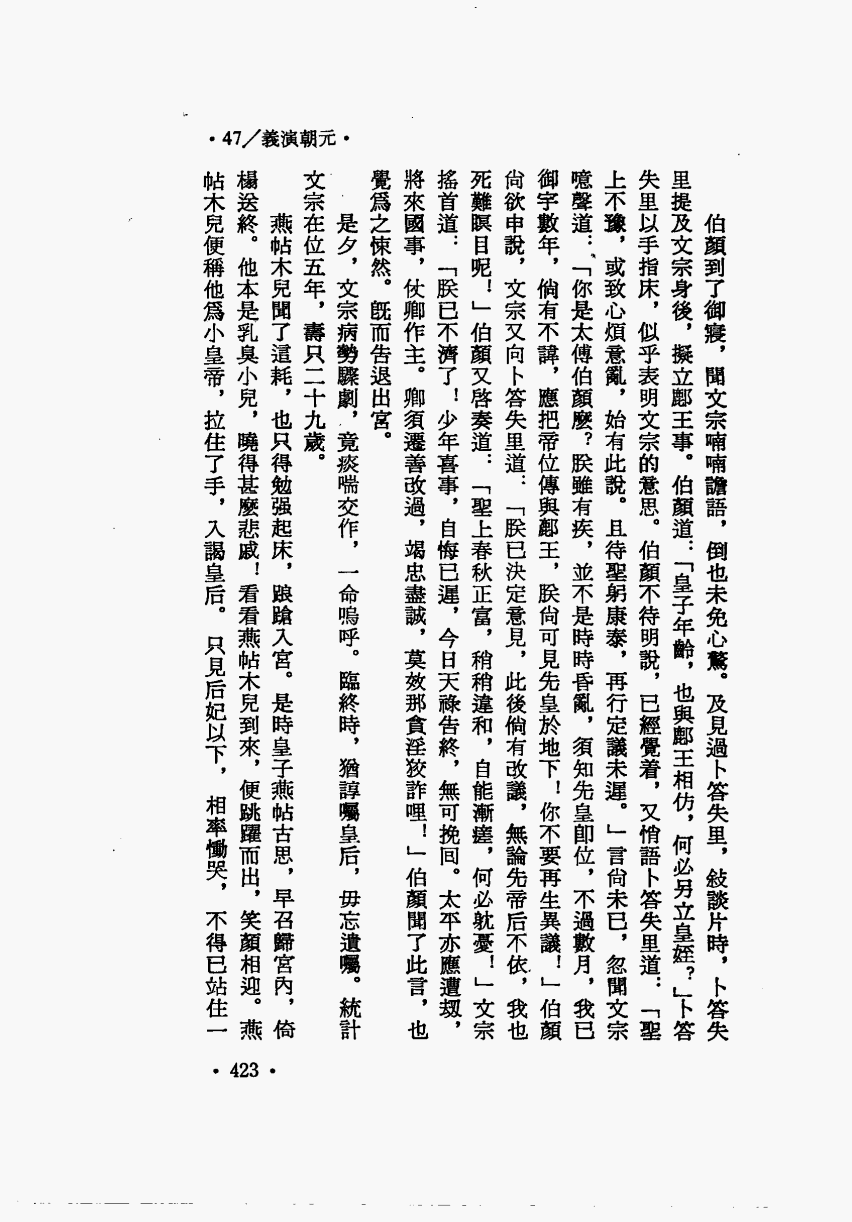 •47／義演朝元•
伯顏到了御寢，聞文宗喃喃譫語，倒也未免心驚。及見過卜答失里，敍談片時，卜答失
里提及文宗身後，擬立鄜王事。伯顏道：「皇子年齡，也與鄜王相仿，何必另立皇姪？」卜答
失里以手指床，似乎表明文宗的意思。伯顏不待明說，已經覺着，又悄語卜答失里道：「聖
上不豫，或致心煩意亂，始有此說。且待聖躬康泰，再行定議未遲。」言尙未已，忽聞文宗
噫聲道：「你是太傅伯顏麼？朕雖有疾，並不是時時昏亂，須知先皇卽位，不過數月，我已
御宇數年，倘有不諱，應把帝位傳與鄜王，朕尙可見先皇於地下！你不要再生異議！」伯顏
尙欲申說，文宗又向卜答失里道：「朕已決定意見，此後倘有改議，無論先帝后不依，我也
死難瞑目呢！」伯顏又啓奏道：「聖上春秋正富，稍稍違和，自能漸瘥，何必躭憂！」文宗
搖首道：「朕已不濟了！少年喜事，自悔已遲，今日天祿告終，無可挽回。太平亦應遭刼，
將來國事，仗卿作主。卿須遷善改過，竭忠盡誠，莫效那貪淫狡詐哩！」伯顏聞了此言，也
覺爲之悚然。旣而告退出宮。
是夕，文宗病勢驟劇，竟痰喘交作，一命嗚呼。臨終時，猶諄囑皇后，毋忘遺囑。統計
文宗在位五年，壽只二十九歲。
燕帖木兒聞了這耗，也只得勉强起床，踉蹌入宮。是時皇子燕帖古思，早召歸宮內，倚
榻送終。他本是乳臭小兒，曉得甚麼悲戚！看看燕帖木兒到來，便跳躍而出，笑顏相迎。燕
帖木兒便稱他爲小皇帝，拉住了手，入謁皇后。只見后妃以下，相率慟哭，不得已站住一
•423•